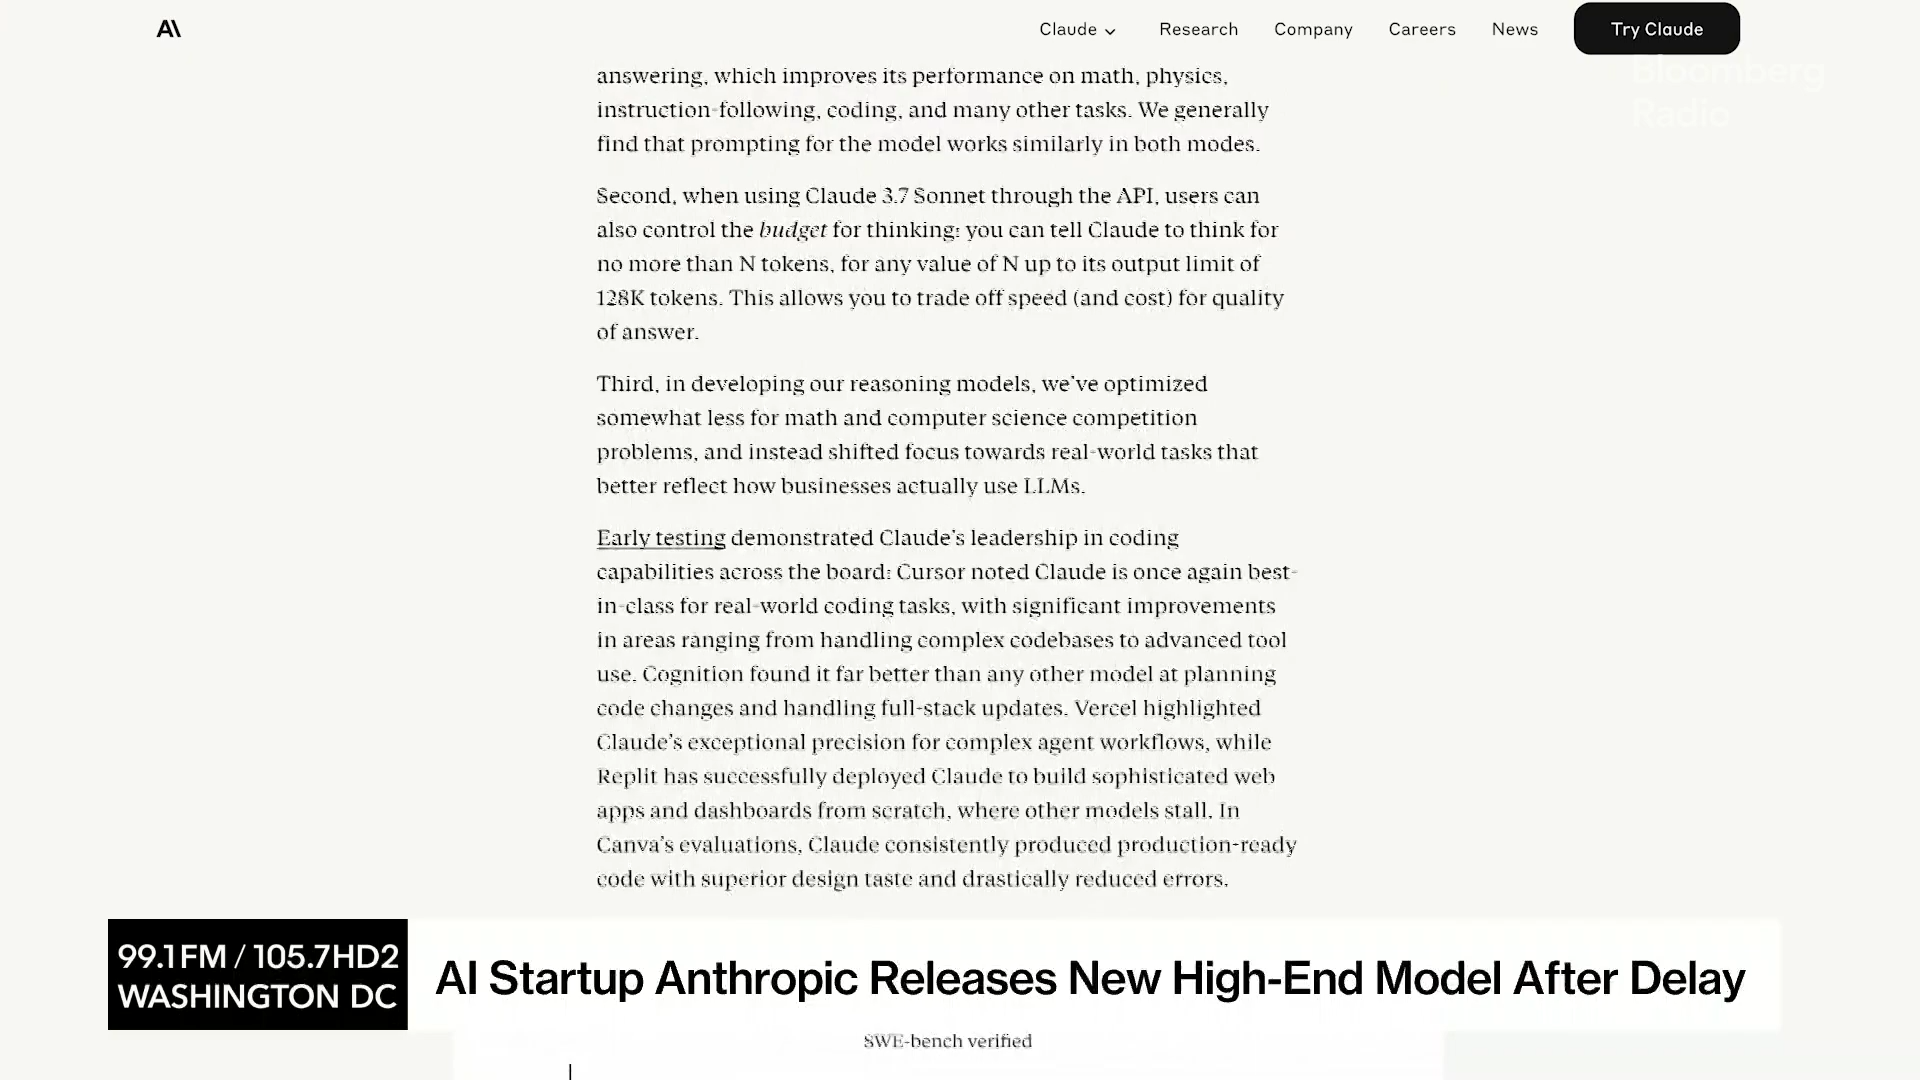 A\
Claude
Research
Company
Careers
News
Try Claude
Bloomberg
Radio
answering, which improves its performance on math, physics,
instruction-following, coding, and many other tasks. We generally
find that prompting for the model works similarly in both modes.
Second, when using Claude 3.7 Sonnet through the API, users can
also control the budget for thinking: you can tell Claude to think for
no more than N tokens, for any value of N up to its output limit of
128K tokens. This allows you to trade off speed (and cost) for quality
of answer.
Third, in developing our reasoning models, we've optimized
somewhat less for math and computer science competition
problems, and instead shifted focus towards real-world tasks that
better reflect how businesses actually use LLMs.
Early testing demonstrated Claude's leadership in coding
capabilities across the board: Cursor noted Claude is once again best-
in-class for real-world coding tasks, with significant improvements
in areas ranging from handling complex codebases to advanced tool
use. Cognition found it far better than any other model at planning
code changes and handling full-stack updates. Vercel highlighted
Claude's exceptional precision for complex agent workflows, while
Replit has successfully deployed Claude to build sophisticated web
apps and dashboards from scratch, where other models stall. In
Canva's evaluations, Claude consistently produced production-ready
code with superior design taste and drastically reduced errors.
99.1FM / 105.7HD2
WASHINGTON DC
AI Startup Anthropic Releases New High-End Model After Delay
SWE-bench verified